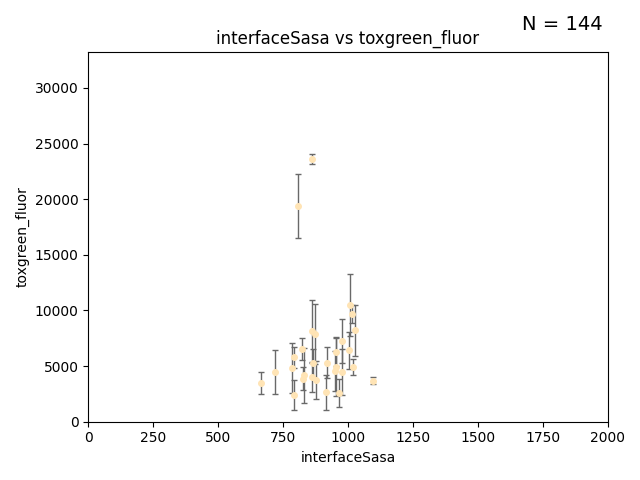 N = 144
interfaceSasa vs toxgreen_fluor
30000
25000
20000
15000
10000
5000
0
toxgreen_fluor
0 250 500 750 1000 1250 1500 1750 2000
interfaceSasa